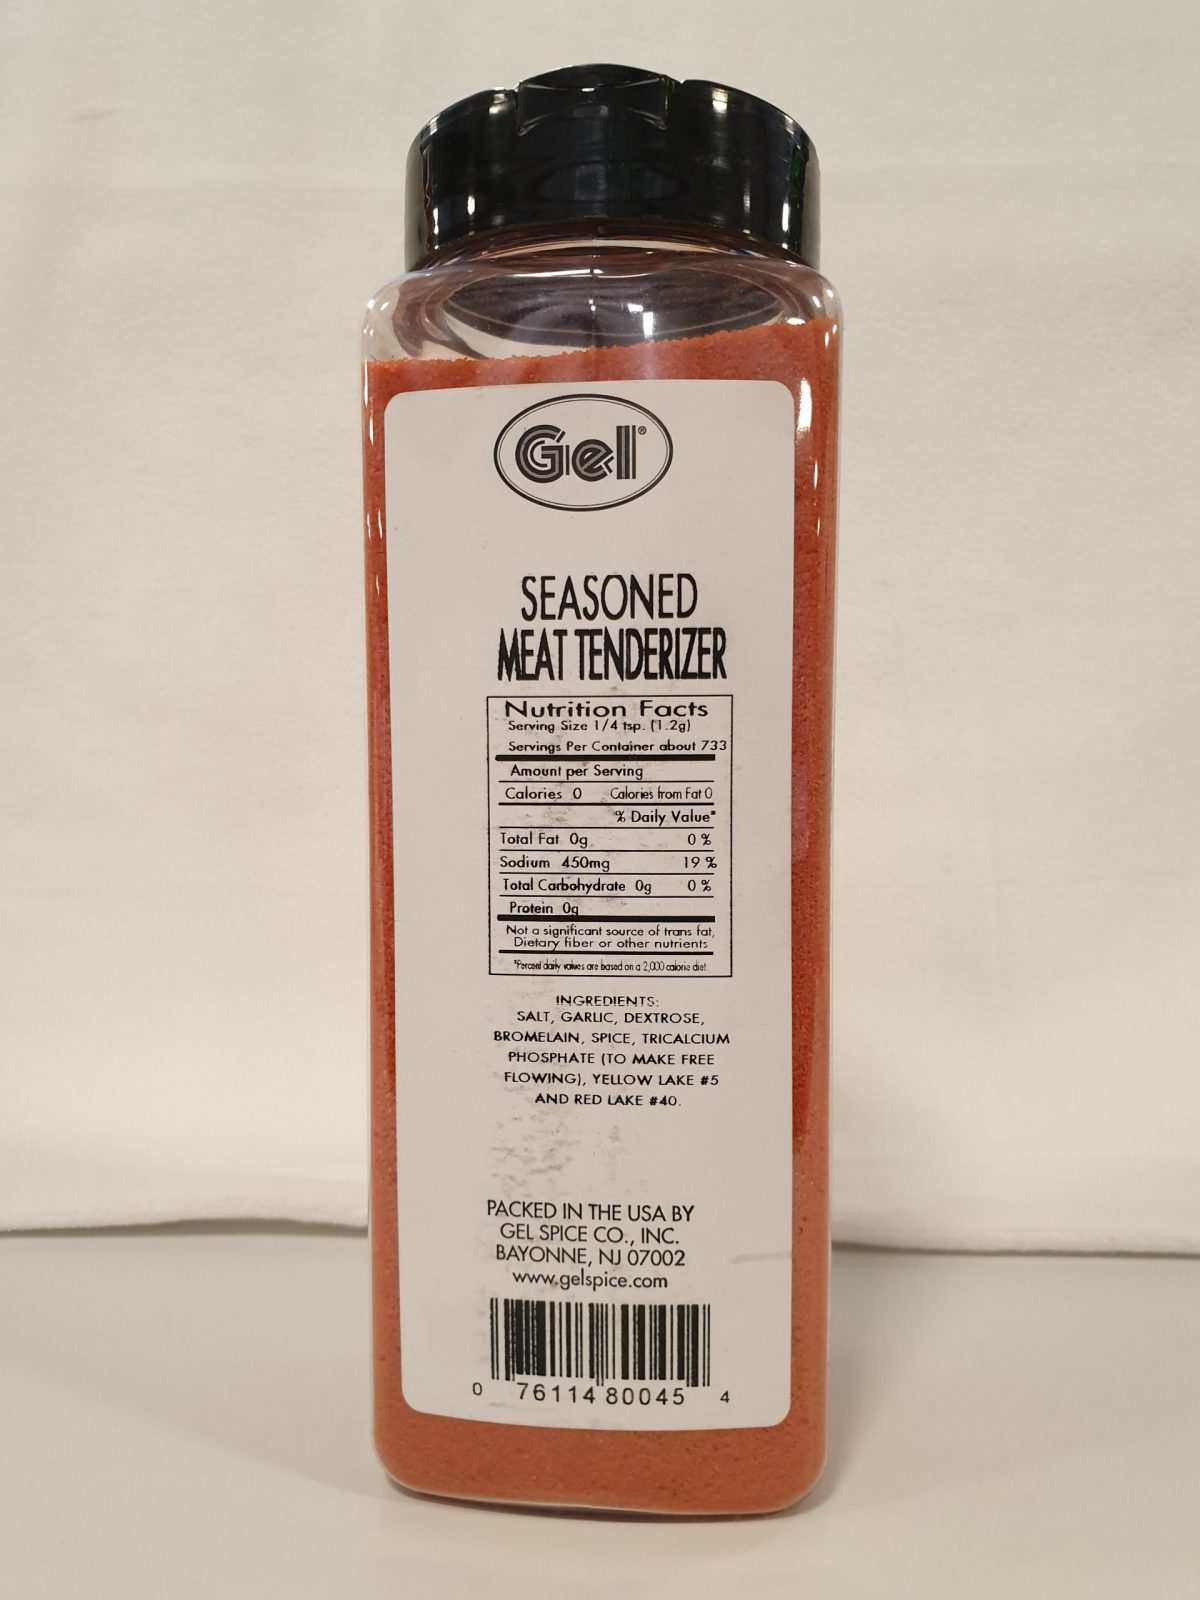 Gel®
SEASONED
MEAT TENDERIZER
Nutrition Facts
Serving Size 1/4 tsp. (1.2g)
Servings Per Container about 733
Amount per Serving
Calories 0 Calories from Fat 0
% Daily Value*
Total Fat 0g 0 %
Sodium 450mg 19 %
Total Carbohydrate 0g 0 %
Protein 0g
Not a significant source of trans fat,
Dietary fiber or other nutrients
*Percent daily values are based on a 2,000 calorie diet.
INGREDIENTS:
SALT, GARLIC, DEXTROSE,
BROMELAIN, SPICE, TRICALCIUM
PHOSPHATE (TO MAKE FREE
FLOWING), YELLOW LAKE #5
AND RED LAKE #40.
PACKED IN THE USA BY
GEL SPICE CO., INC.
BAYONNE, NJ 07002
www.gelspice.com
0 76114 80045 4